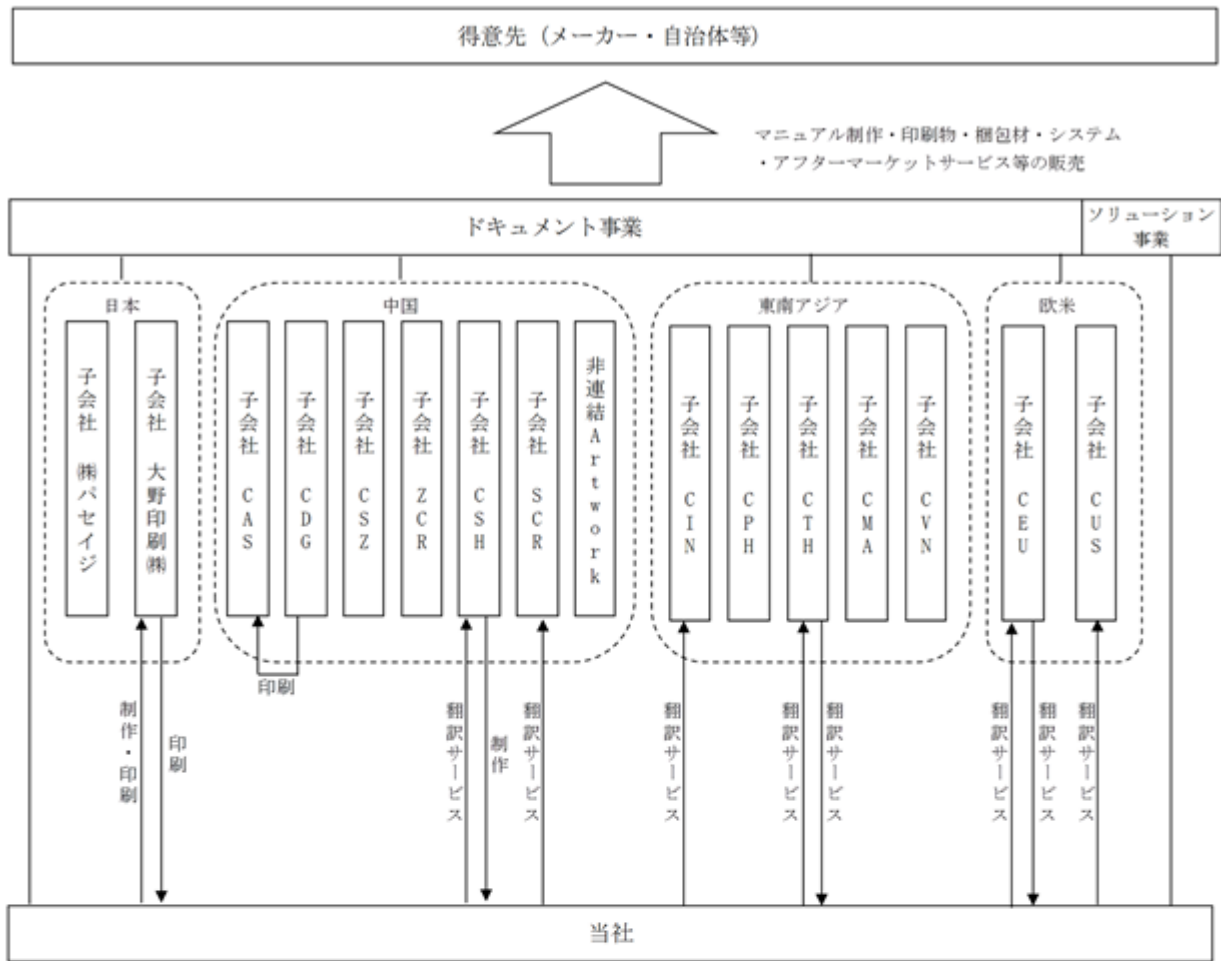 得意先（メーカー・自治体等）
マニュアル制作・印刷物・梱包材・システム
・アフターマーケットサービス等の販売
ドキュメント事業
ソリューション
事業
日本
子会社　㈱パセイジ
子会社　大野印刷㈱
中国
子会社　CAS
子会社　CDG
子会社　CSZ
子会社　ZCR
子会社　CSH
子会社　SCR
非連結Artwork
東南アジア
子会社　CIN
子会社　CPH
子会社　CTH
子会社　CMA
子会社　CVN
欧米
子会社　CEU
子会社　CUS
印刷
制作・印刷
印刷
翻訳サービス
制作
翻訳サービス
翻訳サービス
翻訳サービス
翻訳サービス
翻訳サービス
翻訳サービス
翻訳サービス
当社